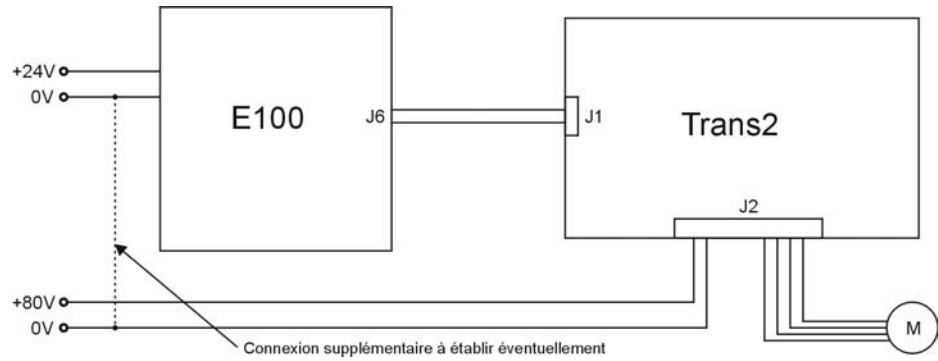 +24V
0V
E100
J6
J1
Trans2
J2
+80V
0V
M
Connexion supplémentaire à établir éventuellement